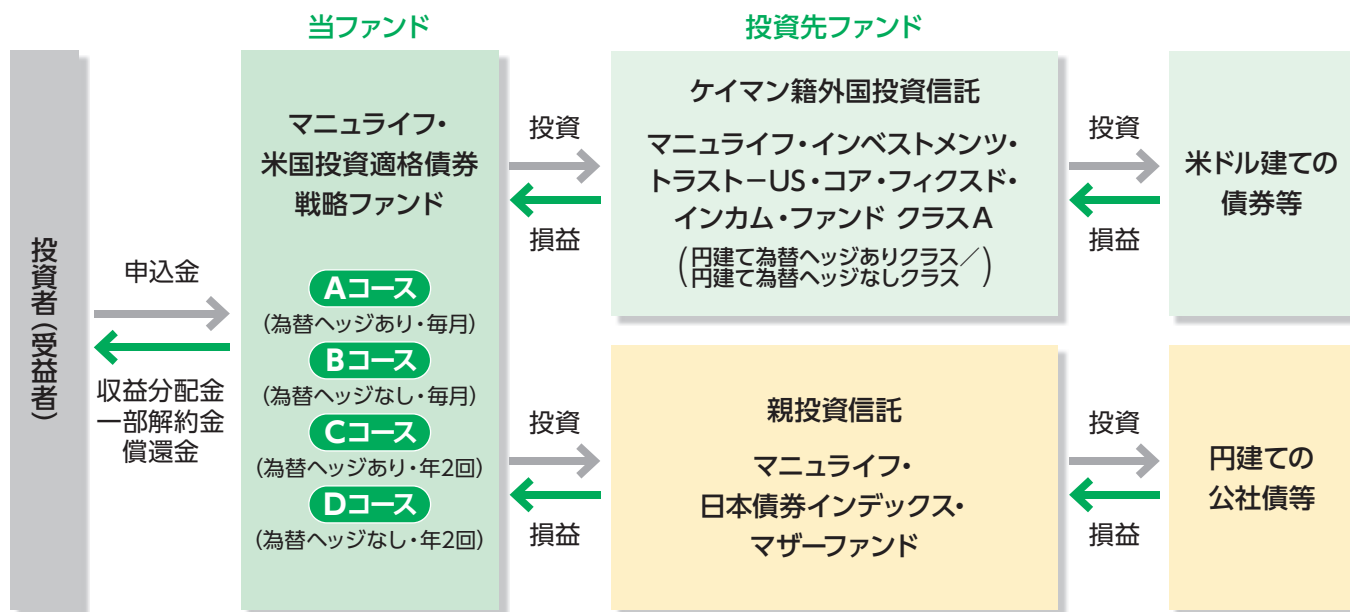 当ファンド
投資先ファンド
投資者(受益者)
申込金
収益分配金
一部解約金
償還金
マニュライフ・
米国投資適格債券
戦略ファンド
Aコース
(為替ヘッジあり・毎月)
Bコース
(為替ヘッジなし・毎月)
Cコース
(為替ヘッジあり・年2回)
Dコース
(為替ヘッジなし・年2回)
投資
損益
ケイマン籍外国投資信託
マニュライフ・インベストメンツ・
トラスト－US・コア・フィクスド・
インカム・ファンド クラスA
(円建て為替ヘッジありクラス／
円建て為替ヘッジなしクラス)
投資
損益
米ドル建ての
債券等
投資
損益
親投資信託
マニュライフ・
日本債券インデックス・
マザーファンド
投資
損益
円建ての
公社債等